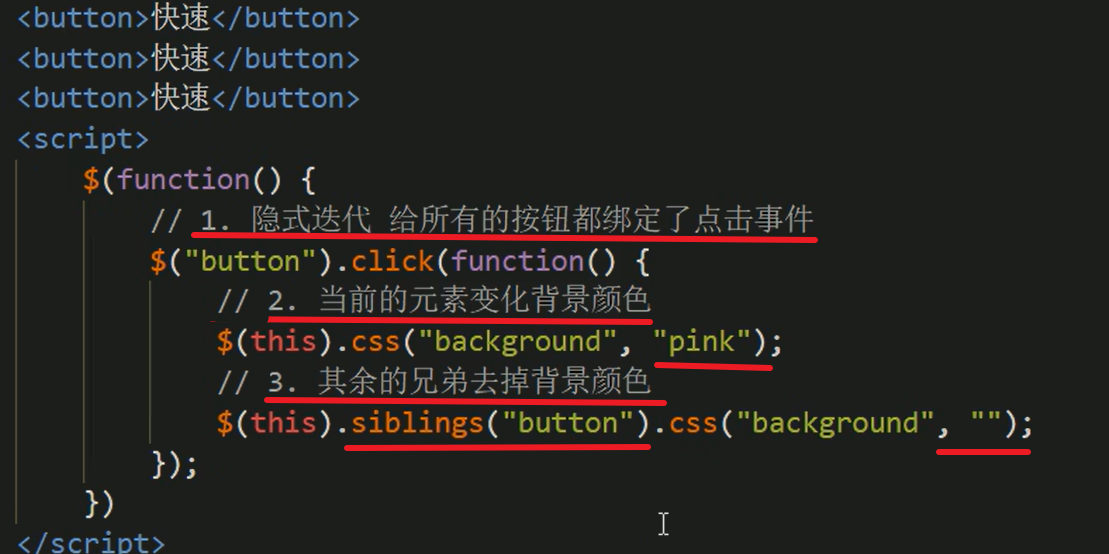 <button>快速</button>
<button>快速</button>
<button>快速</button>
<script>
$(function() {
// 1. 隐式迭代 给所有的按钮都绑定了点击事件
$("button").click(function() {
// 2. 当前的元素变化背景颜色
$(this).css("background", "pink");
// 3. 其余的兄弟去掉背景颜色
$(this).siblings("button").css("background", "");
});
})
</script>